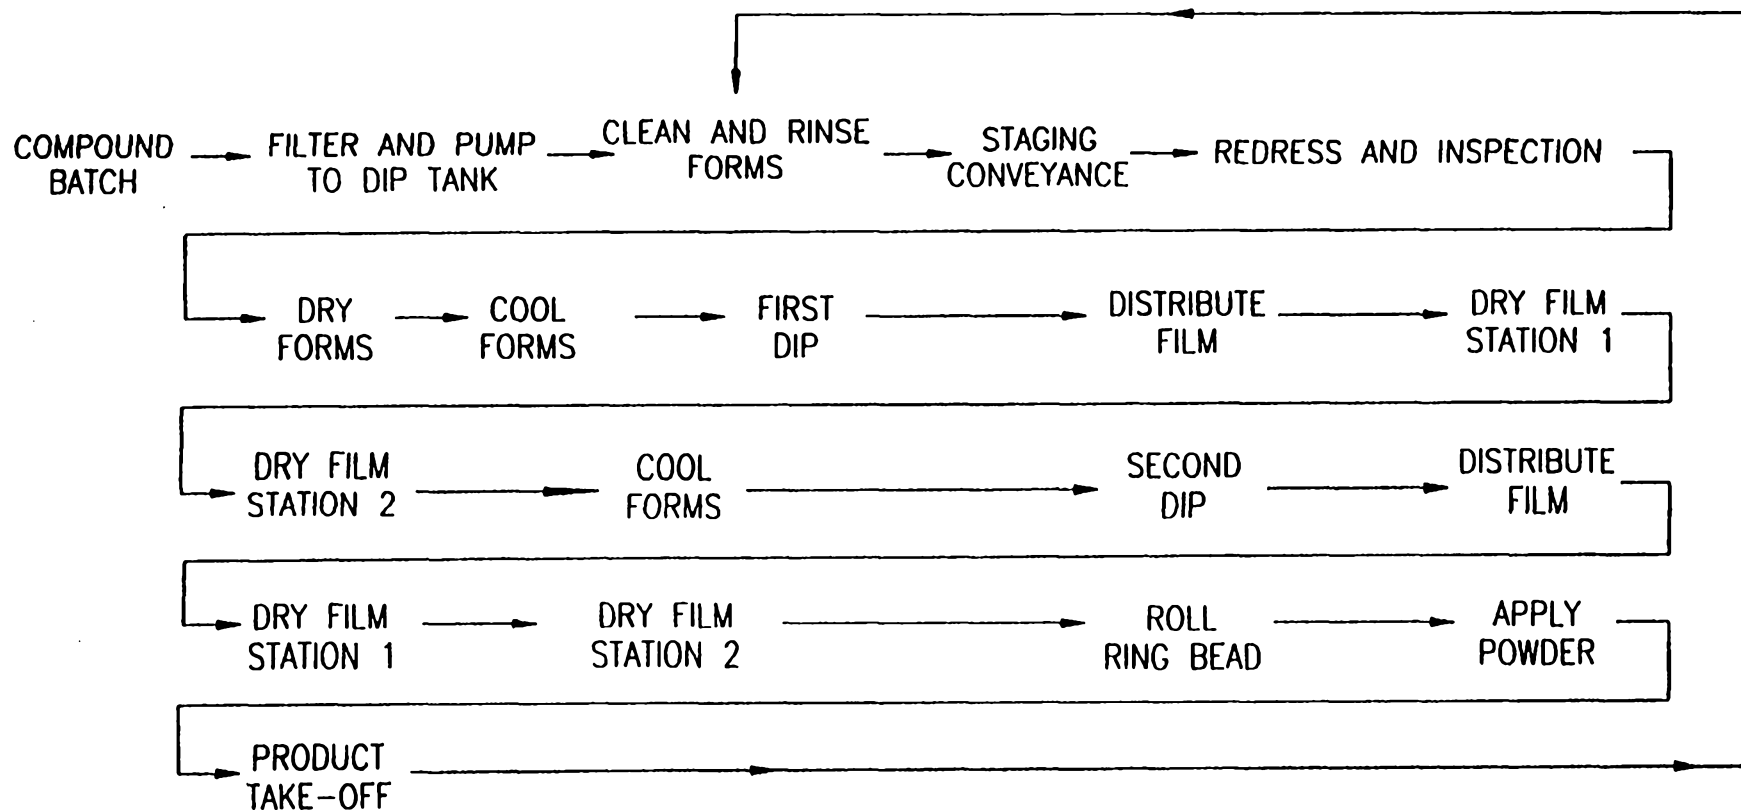 COMPOUND
BATCH
FILTER AND PUMP
TO DIP TANK
CLEAN AND RINSE
FORMS
STAGING
CONVEYANCE
REDRESS AND INSPECTION
DRY
FORMS
COOL
FORMS
FIRST
DIP
DISTRIBUTE
FILM
DRY FILM
STATION 1
DRY FILM
STATION 2
COOL
FORMS
SECOND
DIP
DISTRIBUTE
FILM
DRY FILM
STATION 1
DRY FILM
STATION 2
ROLL
RING BEAD
APPLY
POWDER
PRODUCT
TAKE-OFF